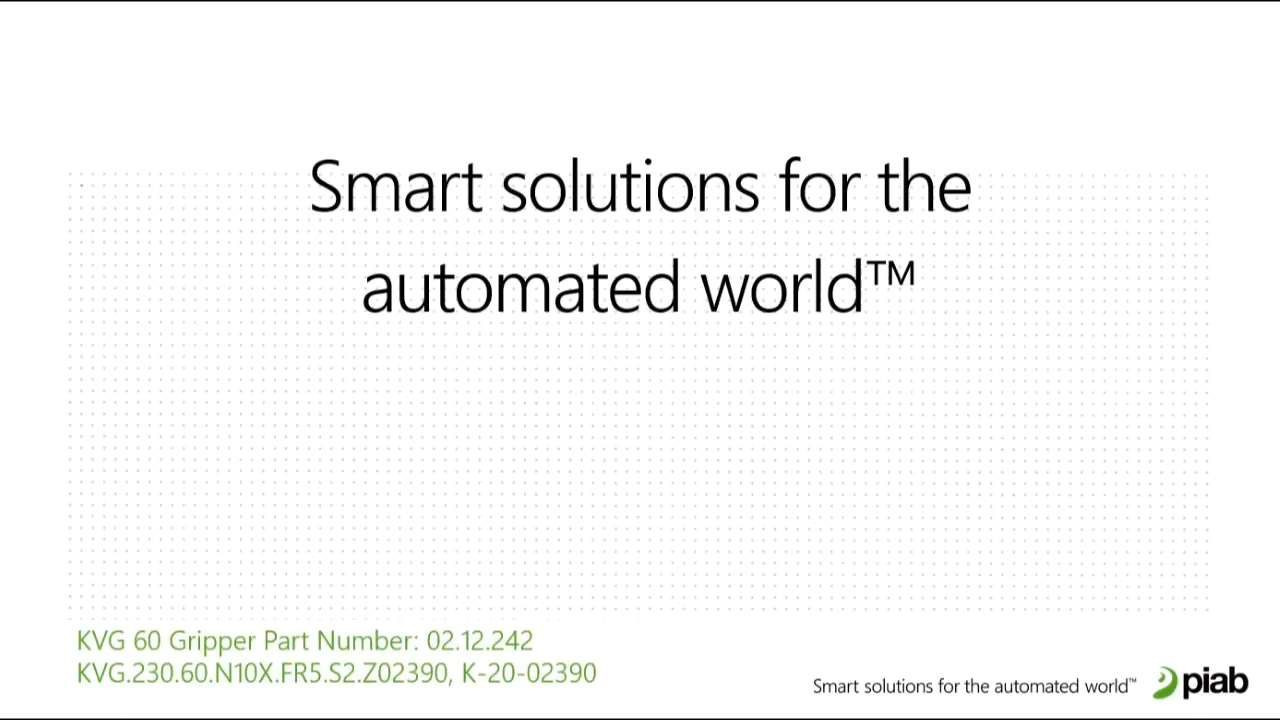 Smart solutions for the
automated world™
KVG 60 Gripper Part Number: 02.12.242
KVG.230.60.N10X.FR5.S2.Z02390, K-20-02390
Smart solutions for the automated world™ piab